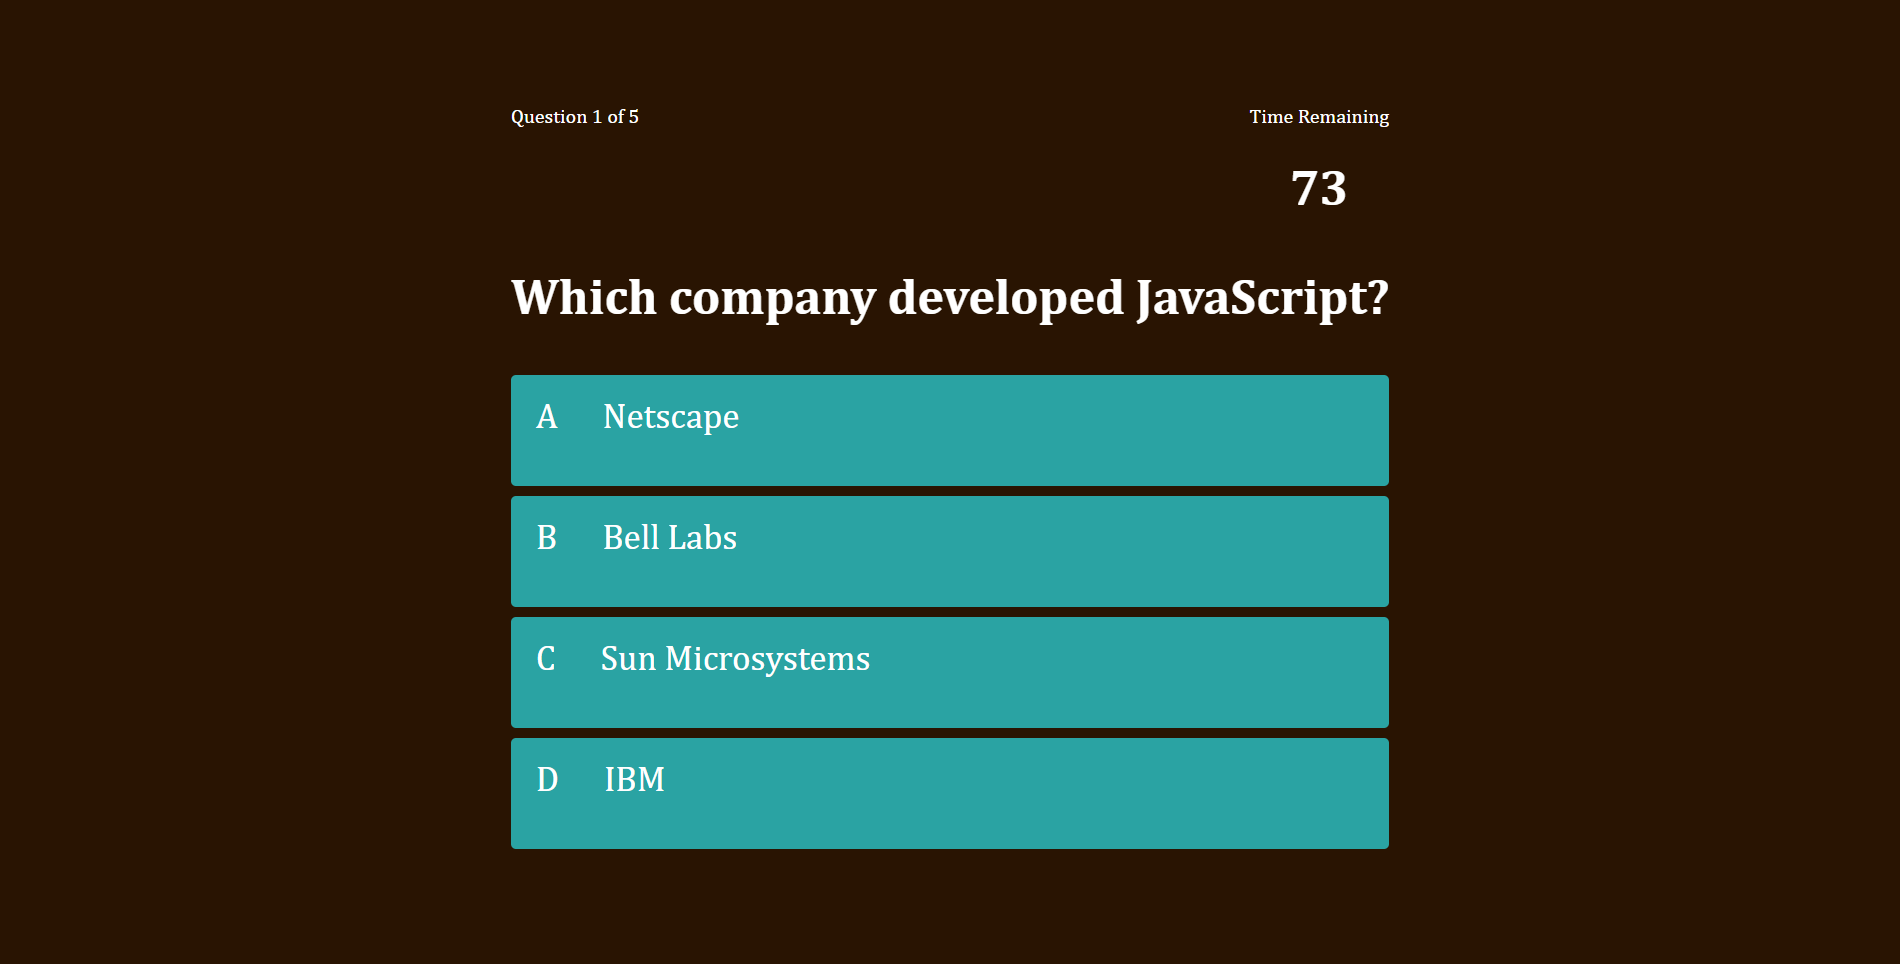 Question 1 of 5
Time Remaining
73
Which company developed JavaScript?
A Netscape
B Bell Labs
C Sun Microsystems
D IBM